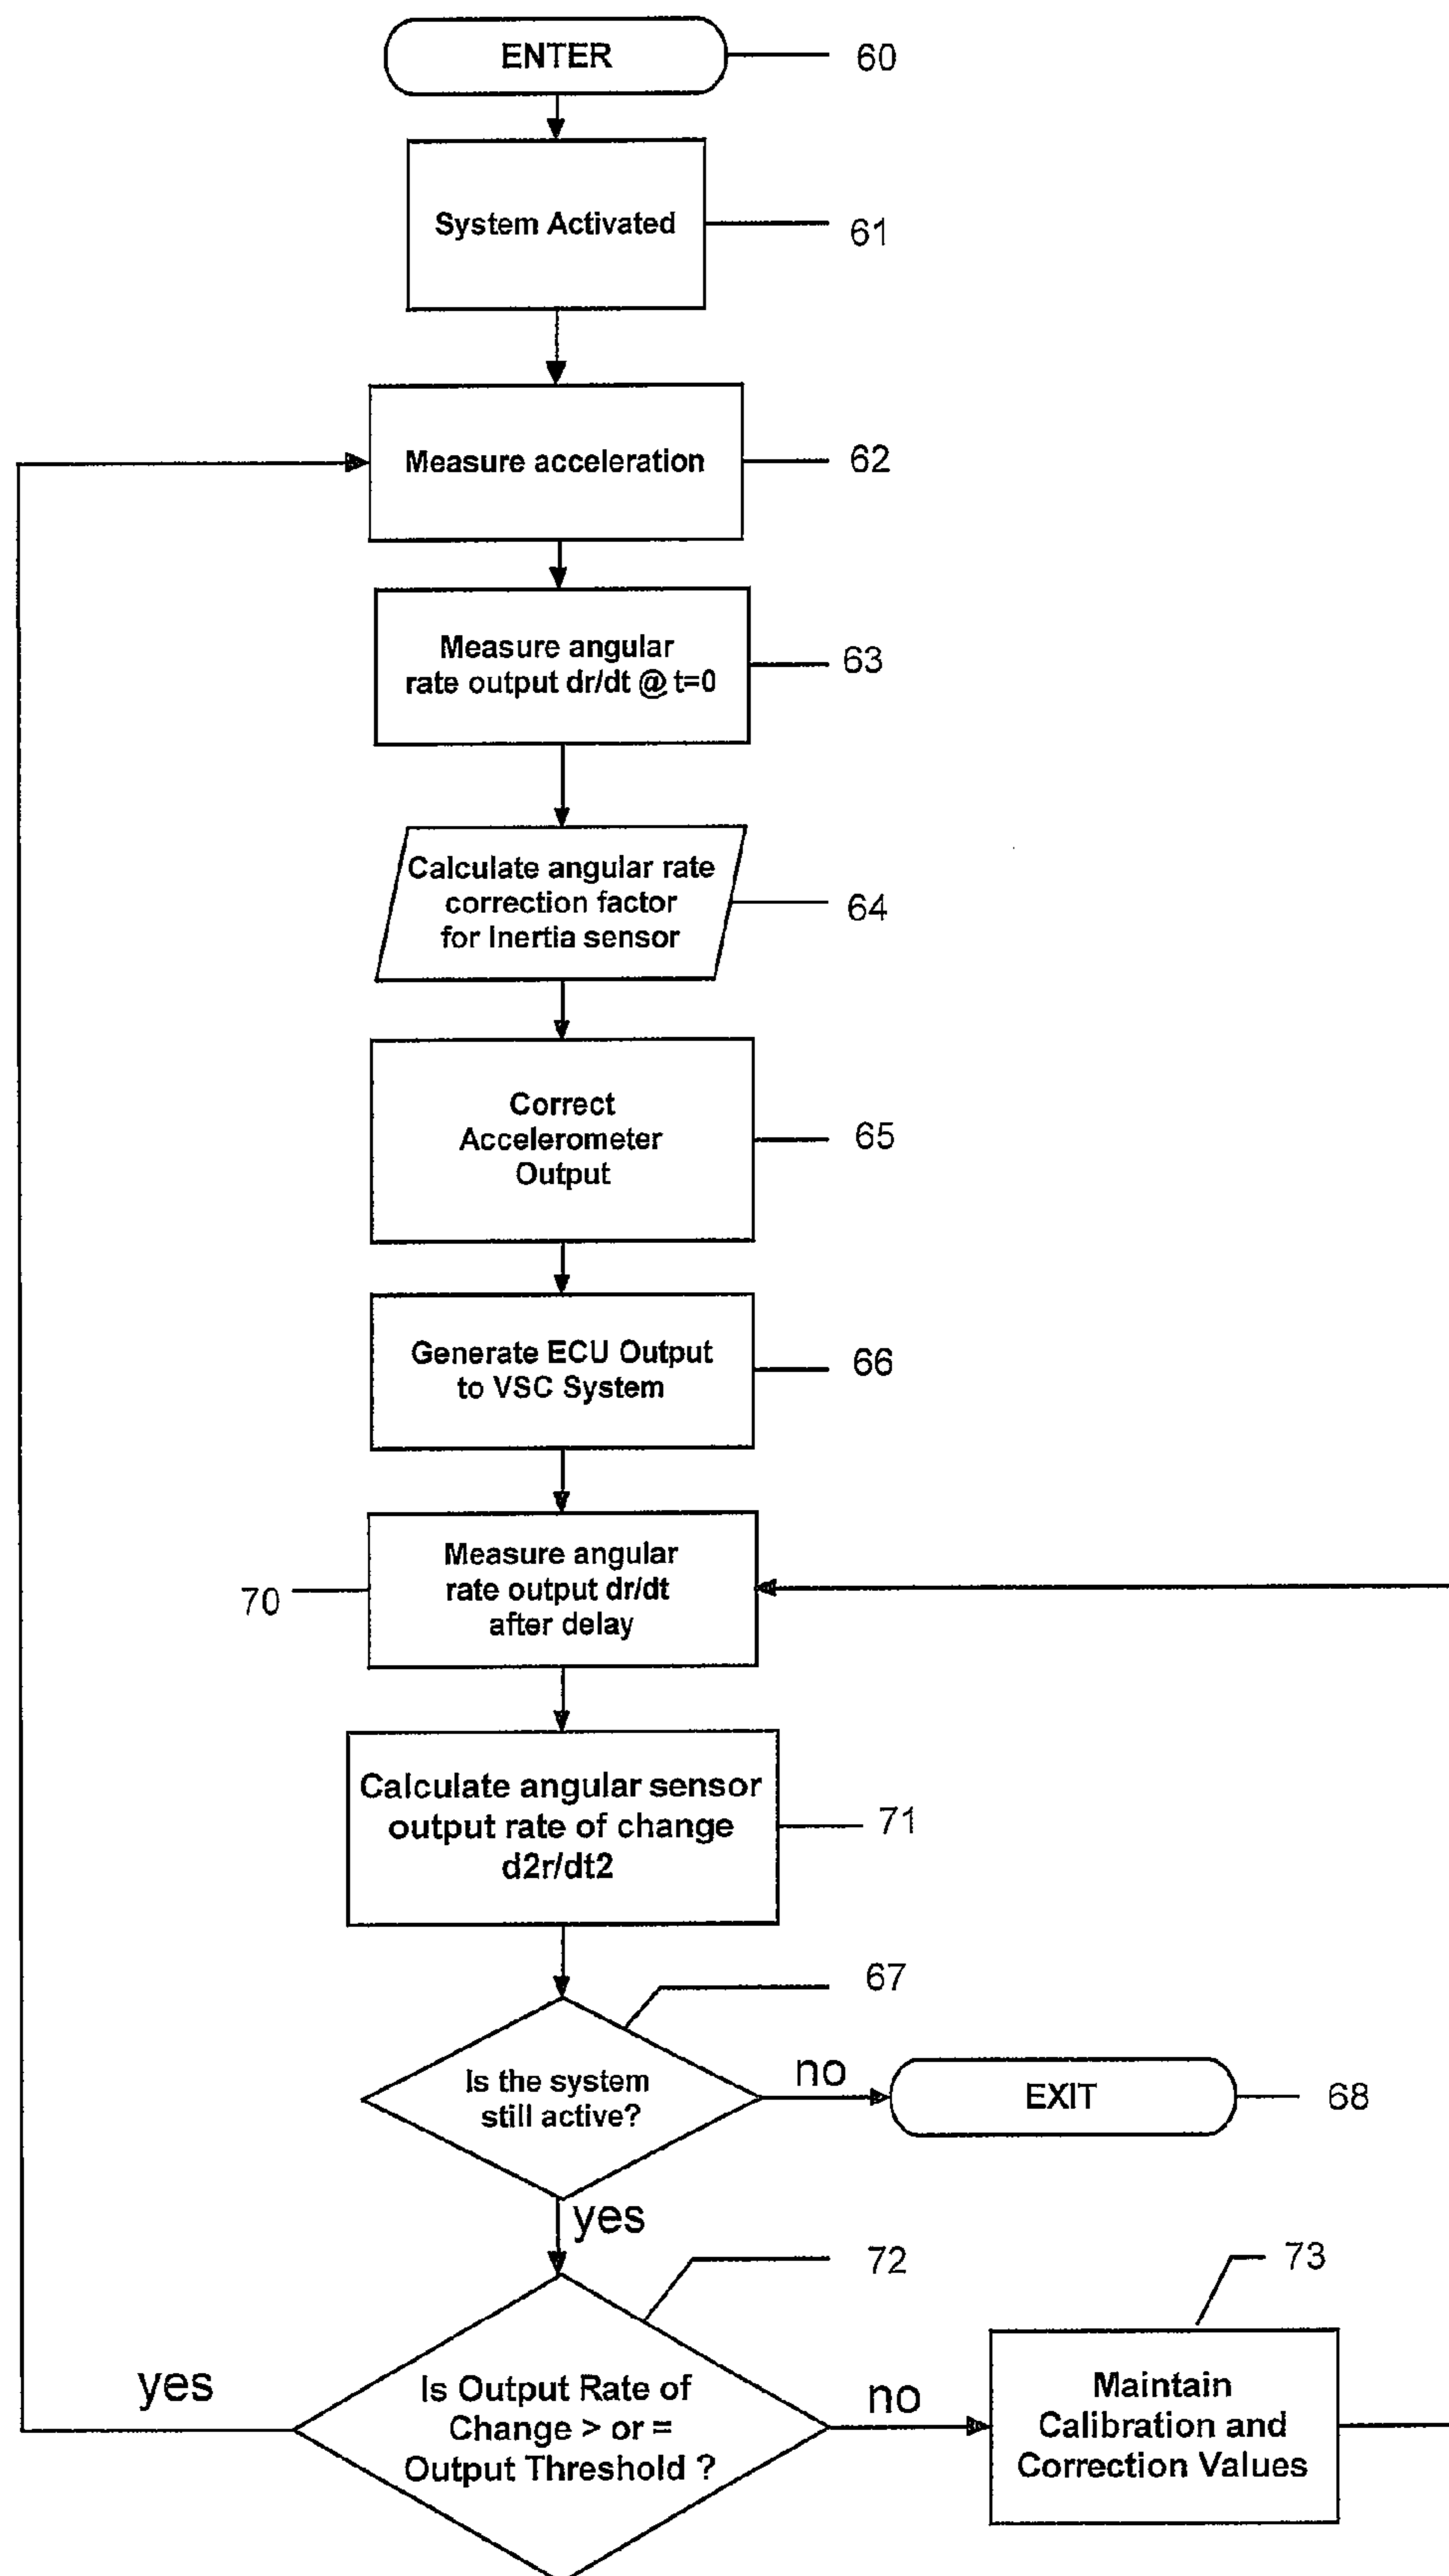 ENTER
60
System Activated
61
Measure acceleration
62
Measure angular
rate output dr/dt @ t=0
63
Calculate angular rate
correction factor
for Inertia sensor
64
Correct
Accelerometer
Output
65
Generate ECU Output
to VSC System
66
Measure angular
rate output dr/dt
after delay
70
Calculate angular sensor
output rate of change
d2r/dt2
71
67
Is the system
still active?
no
EXIT
68
yes
72
73
yes
Is Output Rate of
Change > or =
Output Threshold ?
no
Maintain
Calibration and
Correction Values